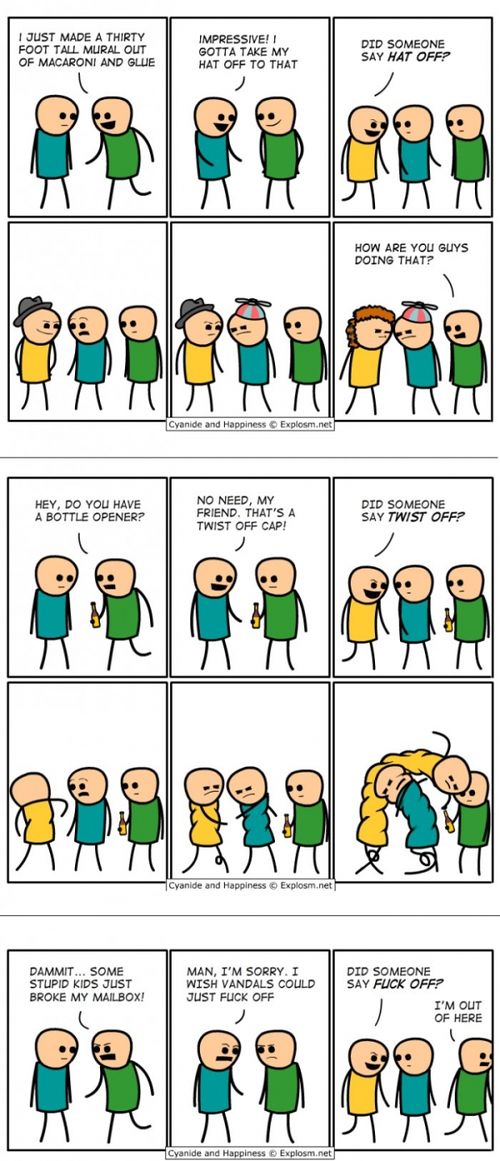 I JUST MADE A THIRTY
FOOT TALL MURAL OUT
OF MACARONI AND GLUE
IMPRESSIVE! I
GOTTA TAKE MY
HAT OFF TO THAT
DID SOMEONE
SAY HAT OFF?
HOW ARE YOU GUYS
DOING THAT?
Cyanide and Happiness © Explosm.net
HEY, DO YOU HAVE
A BOTTLE OPENER?
NO NEED, MY
FRIEND. THAT'S A
TWIST OFF CAP!
DID SOMEONE
SAY TWIST OFF?
Cyanide and Happiness © Explosm.net
DAMMIT... SOME
STUPID KIDS JUST
BROKE MY MAILBOX!
MAN, I'M SORRY. I
WISH VANDALS COULD
JUST FUCK OFF
DID SOMEONE
SAY FUCK OFF?
I'M OUT
OF HERE
Cyanide and Happiness © Explosm.net